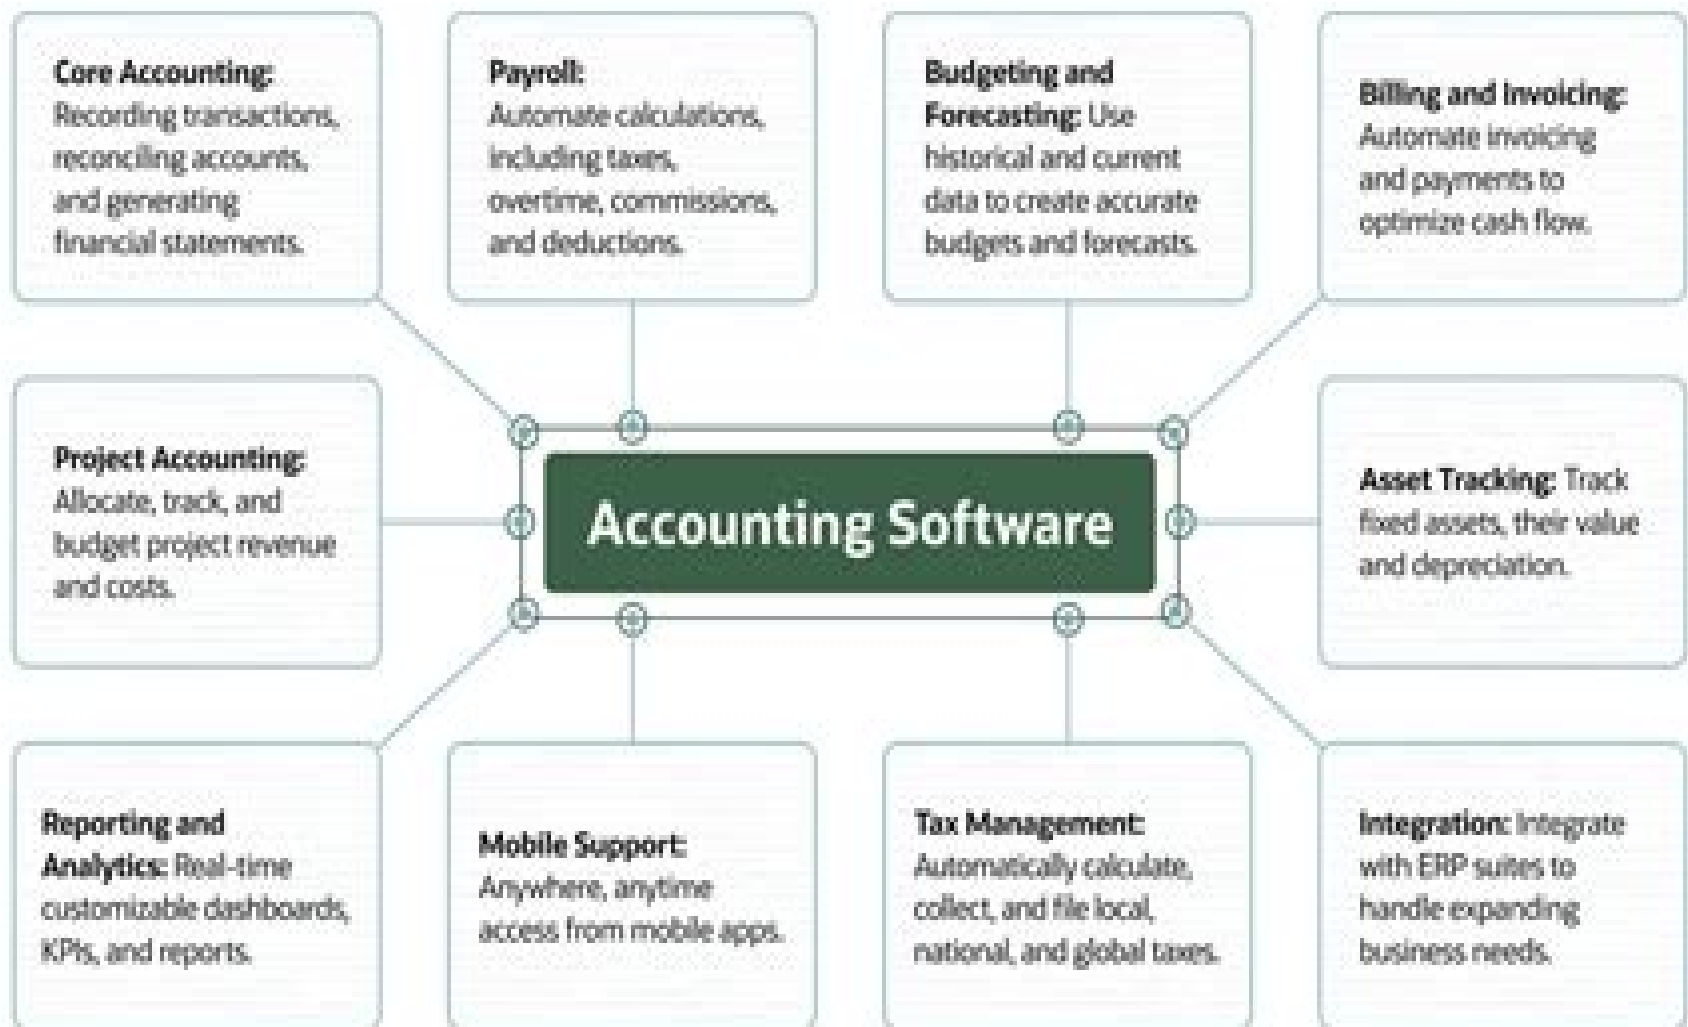 Core Accounting:
Recording transactions,
reconciling accounts,
and generating
financial statements.
Payroll:
Automate calculations,
including taxes,
overtime, commissions,
and deductions.
Budgeting and
Forecasting: Use
historical and current
data to create accurate
budgets and forecasts.
Billing and Invoicing:
Automate invoicing
and payments to
optimize cash flow.
Project Accounting:
Allocate, track, and
budget project revenue
and costs.
Accounting Software
Asset Tracking: Track
fixed assets, their value
and depreciation.
Reporting and
Analytics: Real-time
customizable dashboards,
KPIs, and reports.
Mobile Support:
Anywhere, anytime
access from mobile apps.
Tax Management:
Automatically calculate,
collect, and file local,
national, and global taxes.
Integration: Integrate
with ERP suites to
handle expanding
business needs.